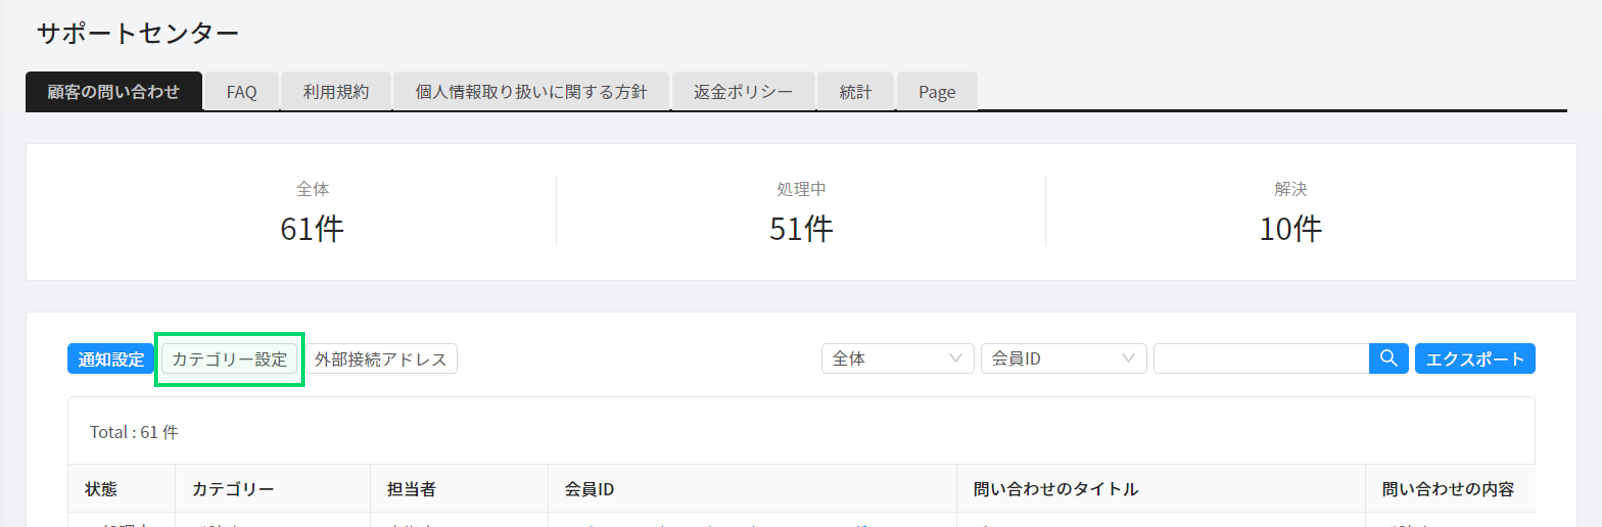 サポートセンター
顧客の問い合わせ FAQ 利用規約 個人情報取り扱いに関する方針 返金ポリシー 統計 Page
全体 処理中 解決
61件 51件 10件
通知設定 カテゴリー設定 外部接続アドレス 全体 会員ID エクスポート
Total : 61 件
状態 カテゴリー 担当者 会員ID 問い合わせのタイトル 問い合わせの内容